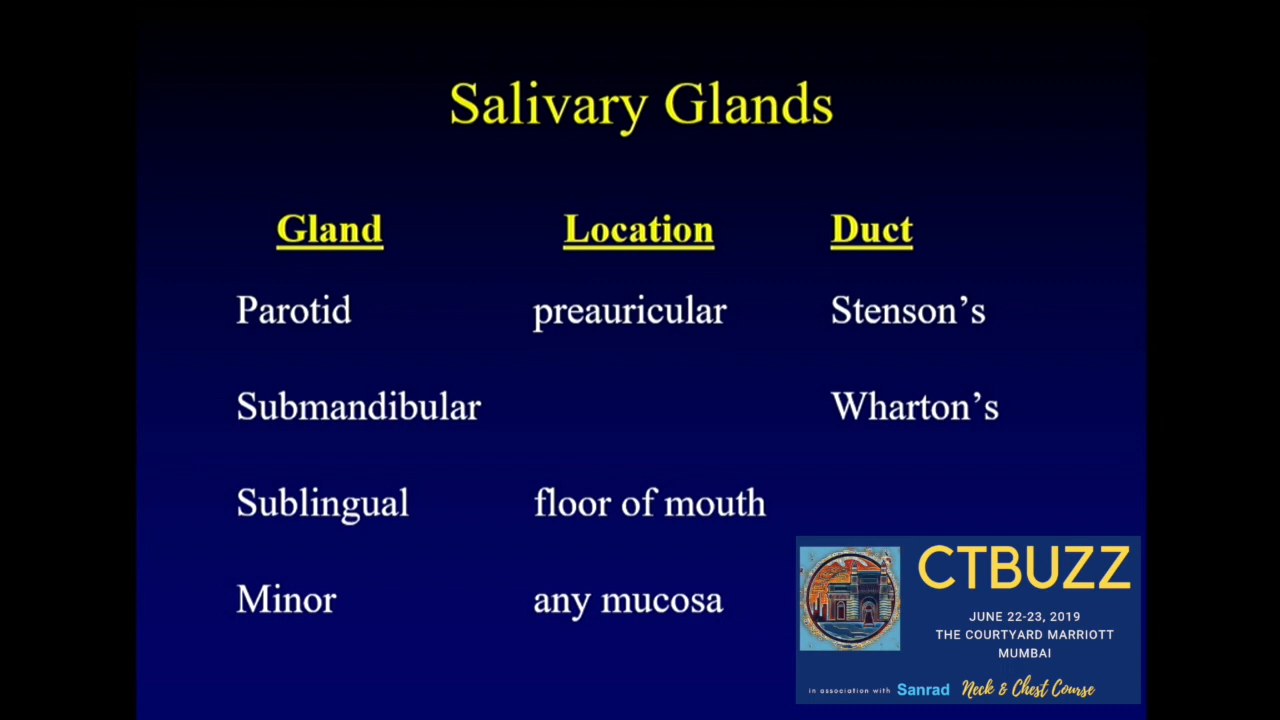 Salivary Glands
Gland Location Duct
Parotid preauricular Stenson's
Submandibular Wharton's
Sublingual floor of mouth
Minor any mucosa
CTBUZZ
JUNE 22-23, 2019
THE COURTYARD MARRIOTT
MUMBAI
in association with Sanrad Neck & Chest Course